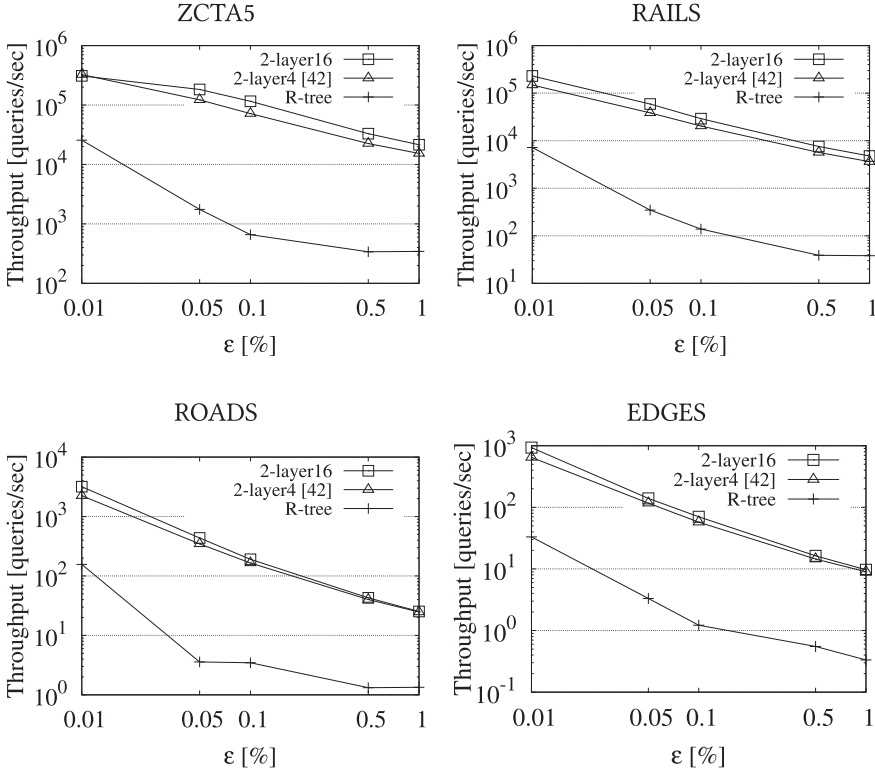 ZCTA5
Throughput [queries/sec]
10^6
10^5
10^4
10^3
10^2
2-layer16
2-layer4 [42]
R-tree
0.01 0.05 0.1 0.5 1
ε [%]
RAILS
Throughput [queries/sec]
10^6
10^5
10^4
10^3
10^2
10^1
2-layer16
2-layer4 [42]
R-tree
0.01 0.05 0.1 0.5 1
ε [%]
ROADS
Throughput [queries/sec]
10^4
10^3
10^2
10^1
10^0
2-layer16
2-layer4 [42]
R-tree
0.01 0.05 0.1 0.5 1
ε [%]
EDGES
Throughput [queries/sec]
10^3
10^2
10^1
10^0
10^-1
2-layer16
2-layer4 [42]
R-tree
0.01 0.05 0.1 0.5 1
ε [%]